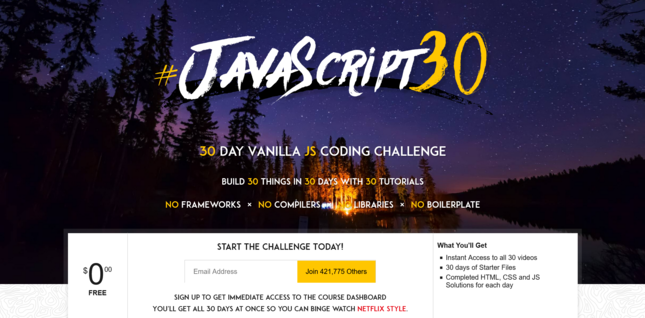 #JAVASCRIPT30
30 DAY VANILLA JS CODING CHALLENGE
BUILD 30 THINGS IN 30 DAYS WITH 30 TUTORIALS
NO FRAMEWORKS × NO COMPILERS × NO LIBRARIES × NO BOILERPLATE
START THE CHALLENGE TODAY!
What You'll Get
$0.00
FREE
Email Address
Join 421,775 Others
Instant Access to all 30 videos
30 days of Starter Files
Completed HTML, CSS and JS
Solutions for each day
SIGN UP TO GET IMMEDIATE ACCESS TO THE COURSE DASHBOARD
YOU'LL GET ALL 30 DAYS AT ONCE SO YOU CAN BINGE WATCH NETFLIX STYLE.